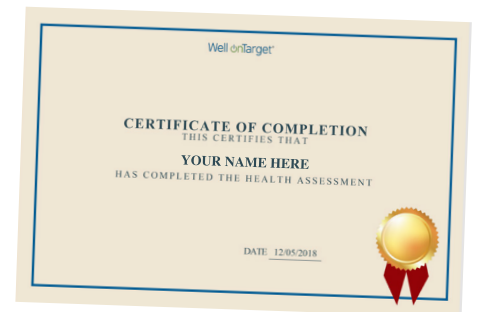 Well onTarget®
CERTIFICATE OF COMPLETION
THIS CERTIFIES THAT
YOUR NAME HERE
HAS COMPLETED THE HEALTH ASSESSMENT
DATE 12/05/2018